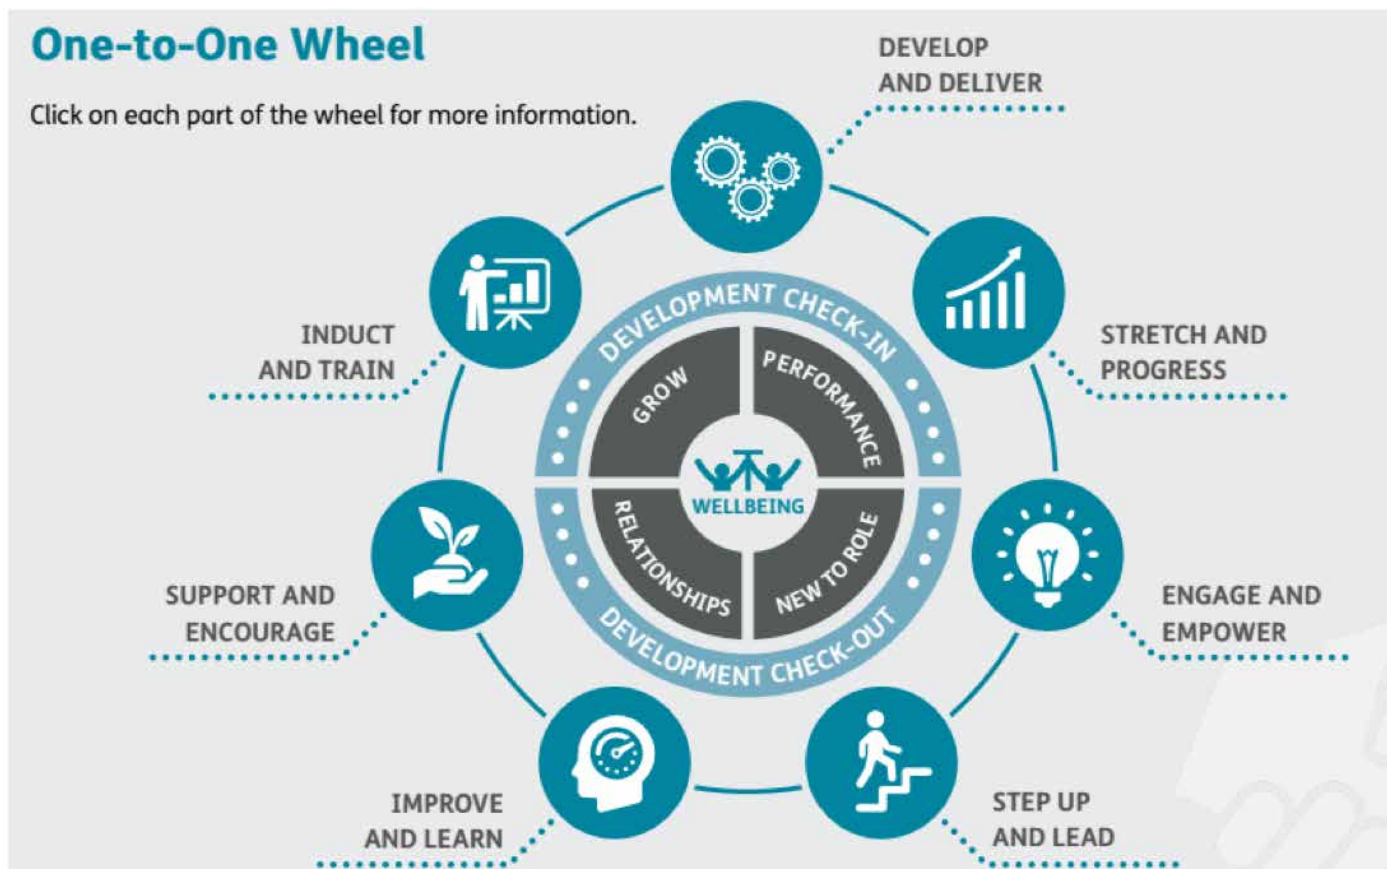 One-to-One Wheel
Click on each part of the wheel for more information.
DEVELOP
AND DELIVER
STRETCH AND
PROGRESS
ENGAGE AND
EMPOWER
STEP UP
AND LEAD
IMPROVE
AND LEARN
SUPPORT AND
ENCOURAGE
INDUCT
AND TRAIN
DEVELOPMENT CHECK-IN
GROW
PERFORMANCE
WELLBEING
RELATIONSHIPS
NEW TO ROLE
DEVELOPMENT CHECK-OUT